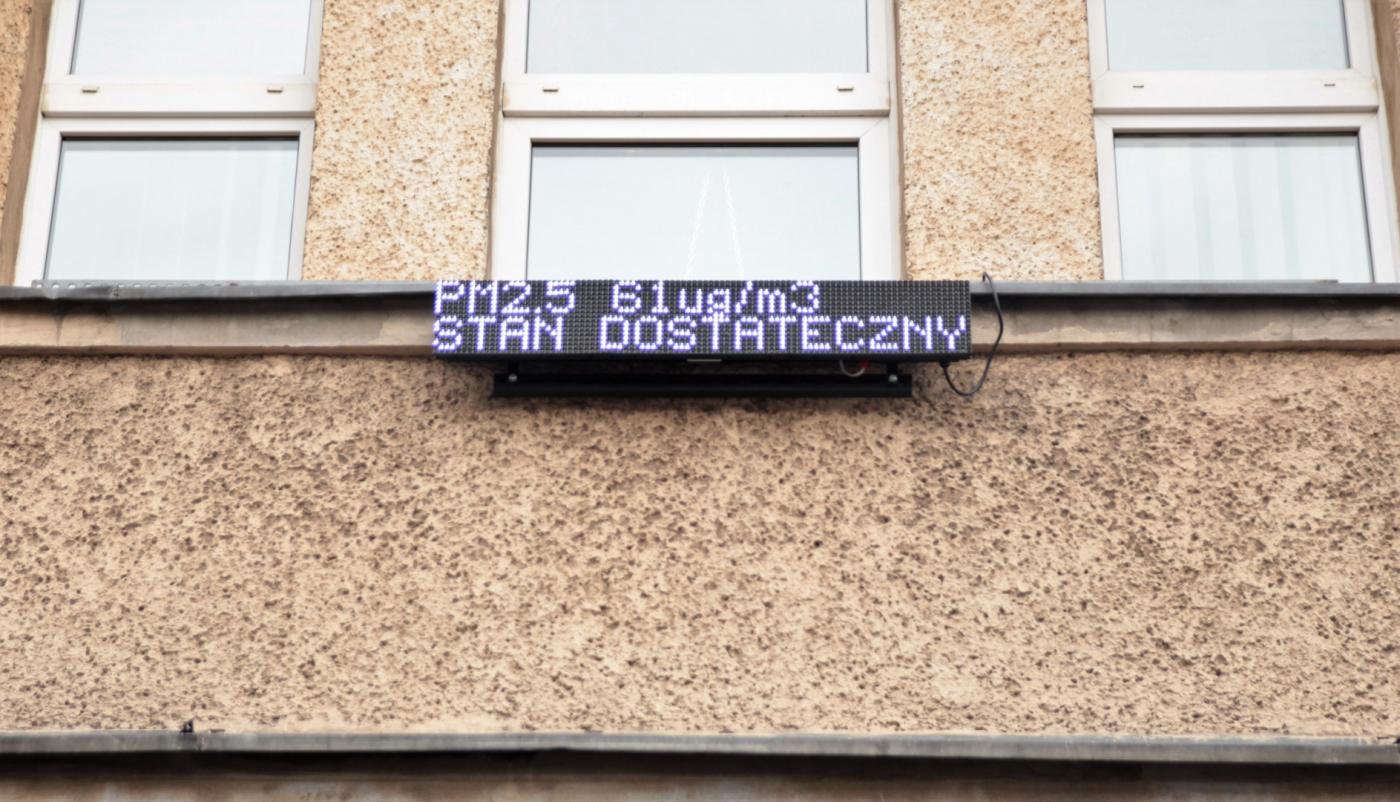 PM2.5 61ug/m3
STAN DOSTATECZNY